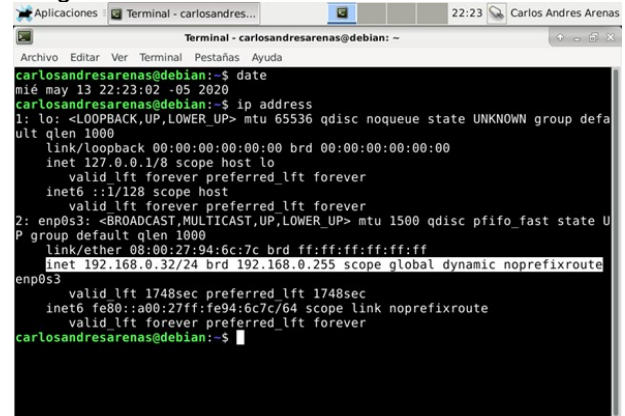 Aplicaciones Terminal - carlosandres... 22:23 Carlos Andres Arenas
Terminal - carlosandresarenas@debian: ~
Archivo Editar Ver Terminal Pestañas Ayuda
carlosandresarenas@debian:~$ date
mié may 13 22:23:02 -05 2020
carlosandresarenas@debian:~$ ip address
1: lo: <LOOPBACK,UP,LOWER_UP> mtu 65536 qdisc noqueue state UNKNOWN group defa
ult qlen 1000
link/loopback 00:00:00:00:00:00 brd 00:00:00:00:00:00
inet 127.0.0.1/8 scope host lo
valid_lft forever preferred_lft forever
inet6 ::1/128 scope host
valid_lft forever preferred_lft forever
2: enp0s3: <BROADCAST,MULTICAST,UP,LOWER_UP> mtu 1500 qdisc pfifo_fast state U
P group default qlen 1000
link/ether 08:00:27:94:6c:7c brd ff:ff:ff:ff:ff:ff
inet 192.168.0.32/24 brd 192.168.0.255 scope global dynamic noprefixroute
enp0s3
valid_lft 1748sec preferred_lft 1748sec
inet6 fe80::a00:27ff:fe94:6c7c/64 scope link noprefixroute
valid_lft forever preferred_lft forever
carlosandresarenas@debian:~$